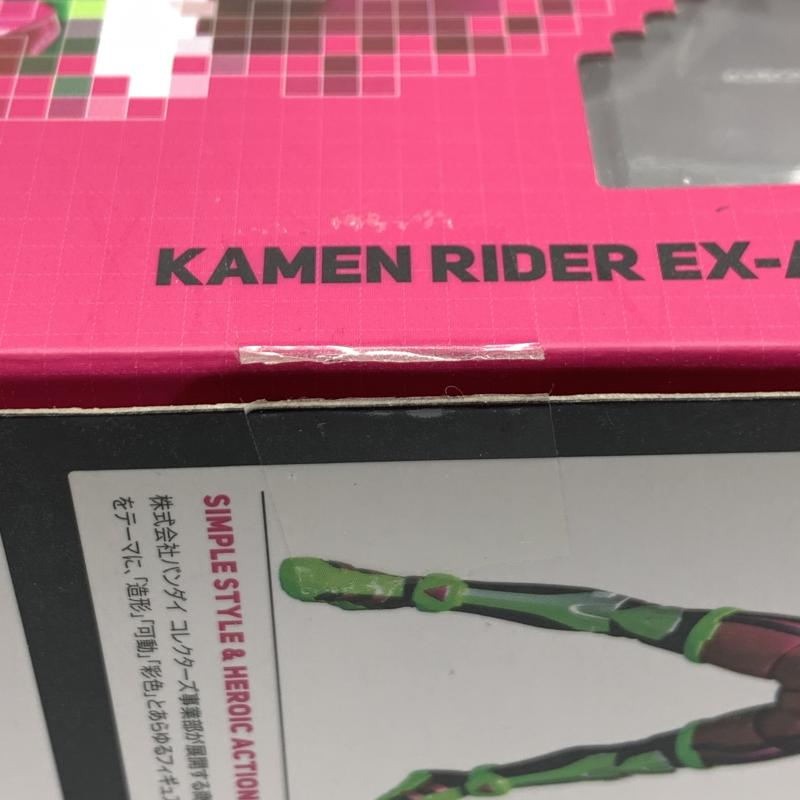 KAMEN RIDER EX-A
SIMPLE STYLE & HEROIC ACTION
株式会社バンダイ コレクターズ事業部が展開する
をテーマに、「造形」「可動」「彩色」とあらゆるフィギュア